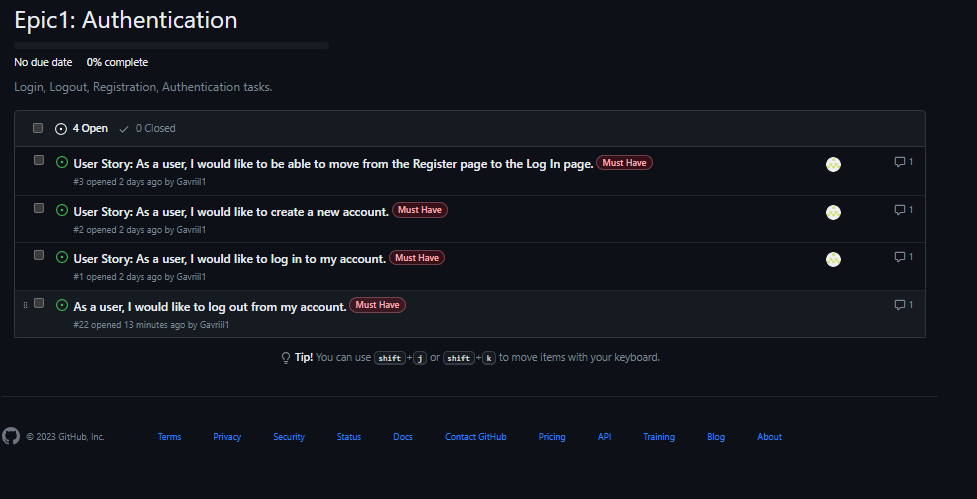 Epic1: Authentication
No due date 0% complete
Login, Logout, Registration, Authentication tasks.
4 Open 0 Closed
User Story: As a user, I would like to be able to move from the Register page to the Log In page. Must Have 1
#3 opened 2 days ago by Gavriil1
User Story: As a user, I would like to create a new account. Must Have 1
#2 opened 2 days ago by Gavriil1
User Story: As a user, I would like to log in to my account. Must Have 1
#1 opened 2 days ago by Gavriil1
As a user, I would like to log out from my account. Must Have 1
#22 opened 13 minutes ago by Gavriil1
Tip! You can use shift+j or shift+k to move items with your keyboard.
© 2023 GitHub, Inc. Terms Privacy Security Status Docs Contact GitHub Pricing API Training Blog About